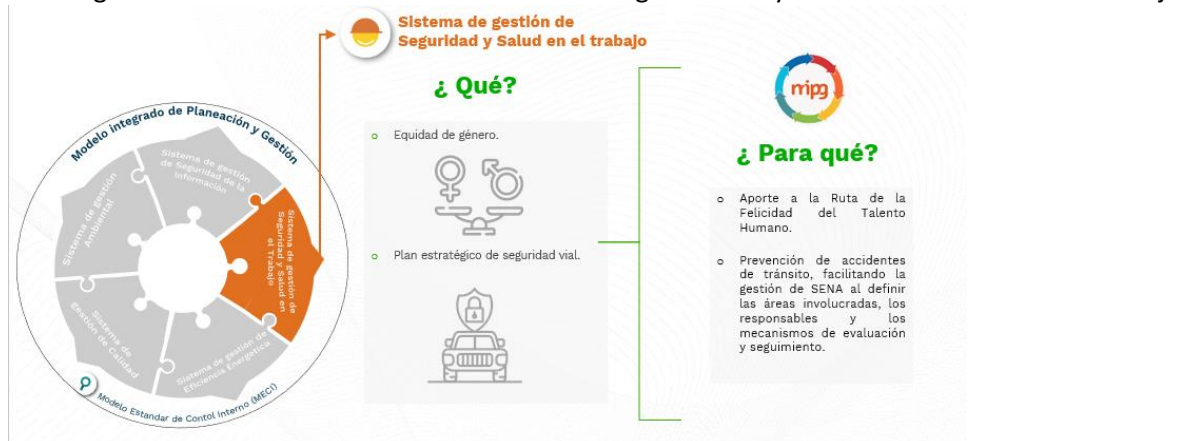 Sistema de gestión de
Seguridad y Salud en el trabajo
¿ Qué?
o Equidad de género.
o Plan estratégico de seguridad vial.
mipg
¿ Para qué?
o Aporte a la Ruta de la
Felicidad del Talento
Humano.
o Prevención de accidentes
de tránsito, facilitando la
gestión de SENA al definir
las áreas involucradas, los
responsables y los
mecanismos de evaluación
y seguimiento.
Modelo integrado de Planeación y Gestión
Sistema de gestión
de Seguridad de la
Información
Sistema de gestión de
Seguridad y Salud en
el Trabajo
Sistema de gestión de
Eficiencia Energética
Sistema de
gestión de Calidad
Sistema de gestión
Ambiental
Modelo Estandar de Contol Interno (MECI)